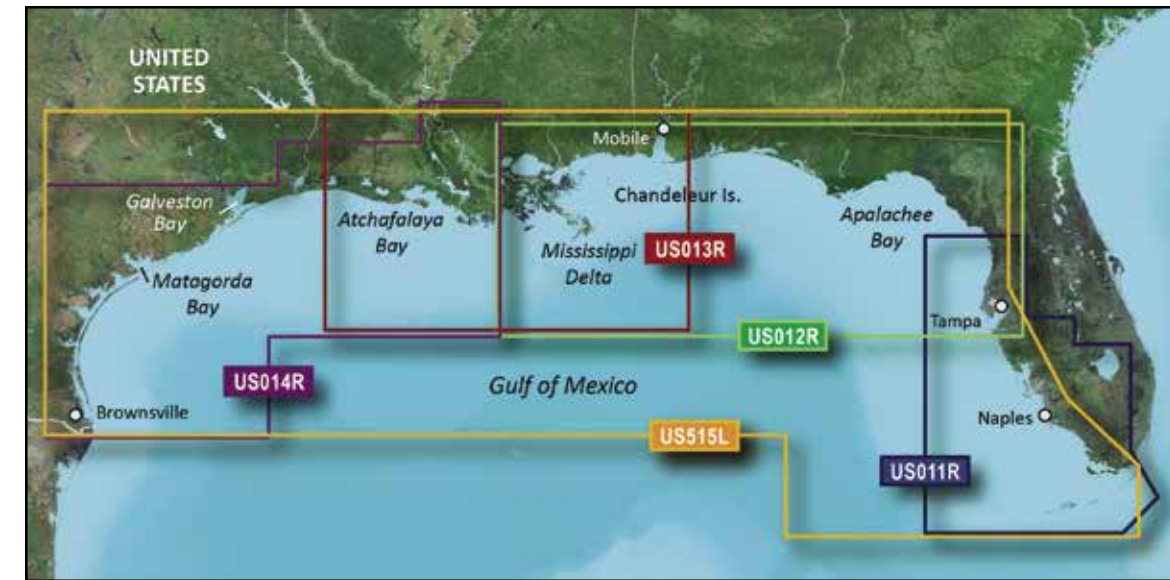 UNITED
STATES
Mobile
Galveston
Bay
Chandeleur Is.
Atchafalaya
Bay
Apalachee
Bay
Mississippi
Delta
US013R
Matagorda
Bay
Tampa
US012R
US014R
Gulf of Mexico
Brownsville
Naples
US515L
US011R